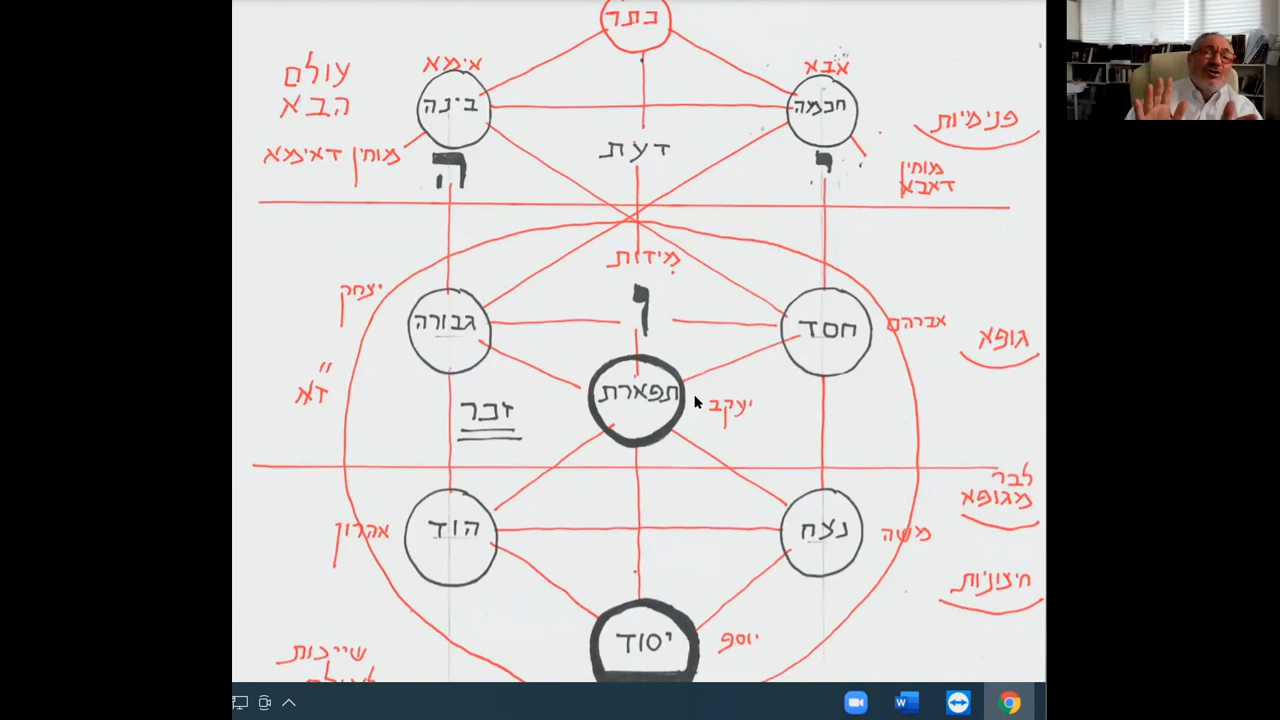 כתר
אבא
אימא
עולם
הבא
חכמה
בינה
פנימיות
דעת
מוחין דאימא
ה
י
מוחין
דאבא
מידות
יצחק
ו
גבורה
חסד
אברהם
גופא
ז"א
תפארת
יעקב
זכר
לבר
מגופא
הוד
נצח
משה
אהרון
חיצוניות
יסוד
יוסף
שייכות